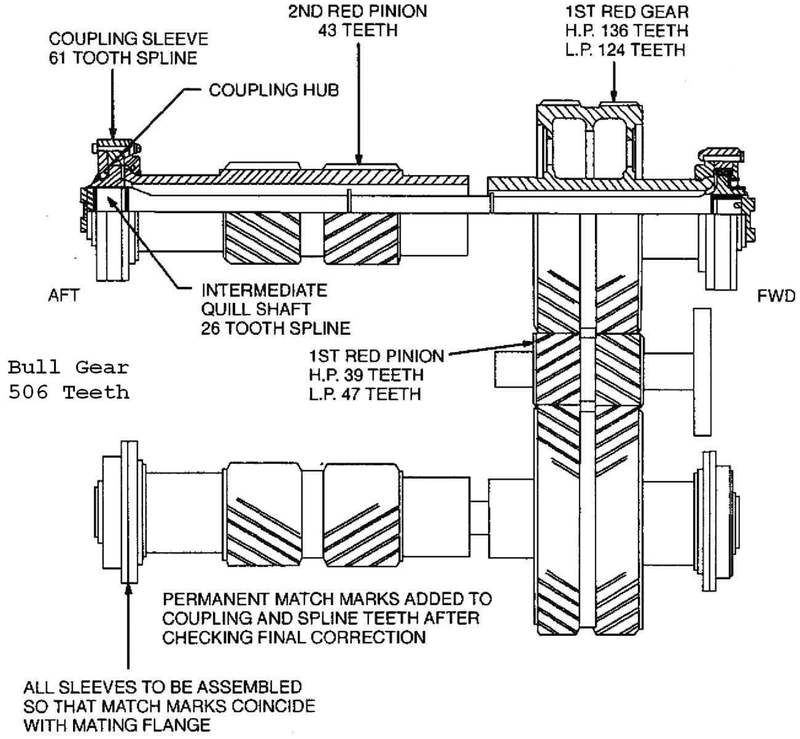 2ND RED PINION
43 TEETH
1ST RED GEAR
H.P. 136 TEETH
L.P. 124 TEETH
COUPLING SLEEVE
61 TOOTH SPLINE
COUPLING HUB
AFT
INTERMEDIATE
QUILL SHAFT
26 TOOTH SPLINE
FWD
Bull Gear
506 Teeth
1ST RED PINION
H.P. 39 TEETH
L.P. 47 TEETH
PERMANENT MATCH MARKS ADDED TO
COUPLING AND SPLINE TEETH AFTER
CHECKING FINAL CORRECTION
ALL SLEEVES TO BE ASSEMBLED
SO THAT MATCH MARKS COINCIDE
WITH MATING FLANGE